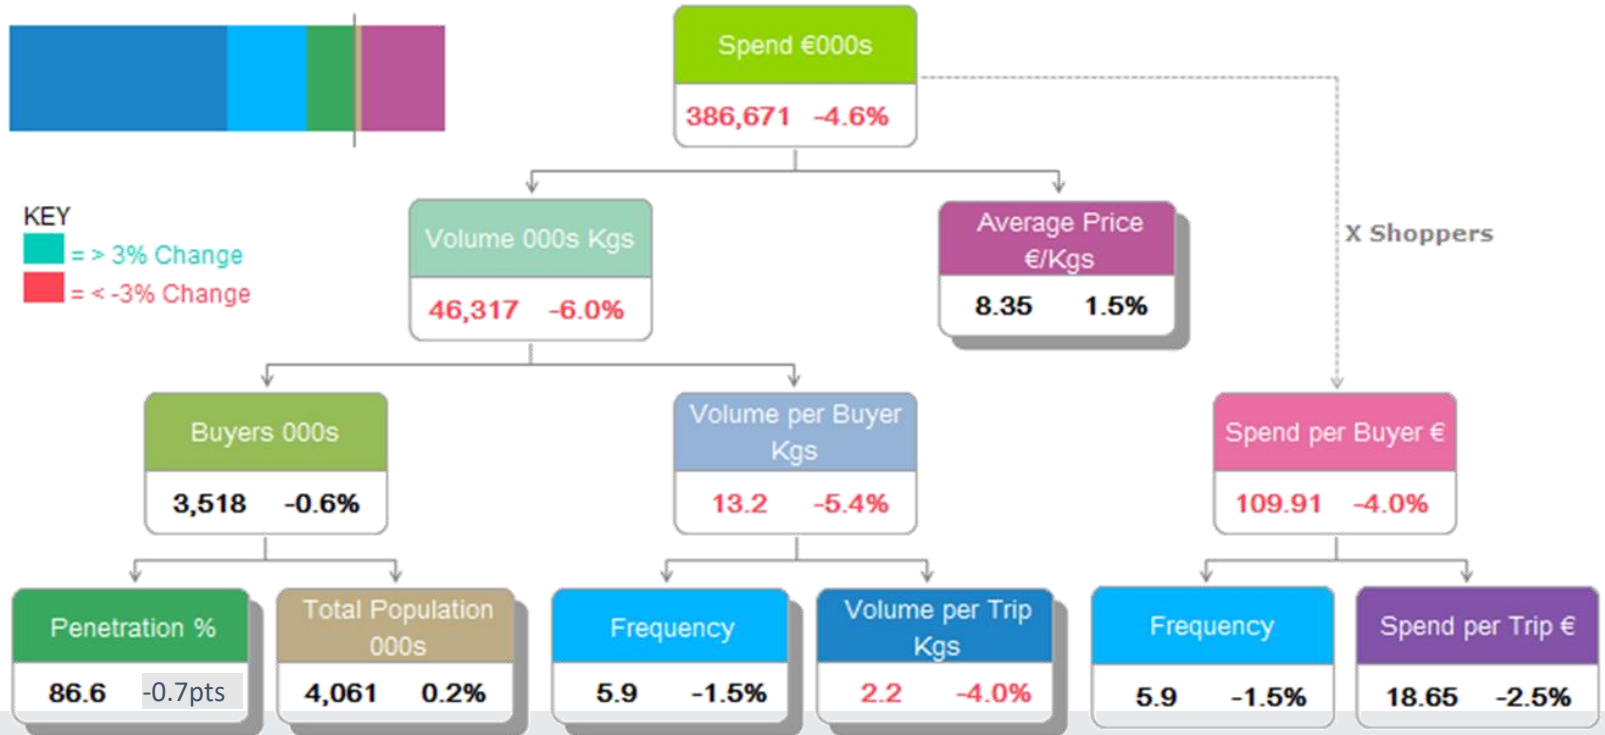 Spend €000s
386,671 -4.6%
KEY
= > 3% Change
= < -3% Change
Volume 000s Kgs
46,317 -6.0%
Average Price
€/Kgs
8.35 1.5%
X Shoppers
Buyers 000s
3,518 -0.6%
Volume per Buyer
Kgs
13.2 -5.4%
Spend per Buyer €
109.91 -4.0%
Penetration %
86.6 -0.7pts
Total Population
000s
4,061 0.2%
Frequency
5.9 -1.5%
Volume per Trip
Kgs
2.2 -4.0%
Frequency
5.9 -1.5%
Spend per Trip €
18.65 -2.5%